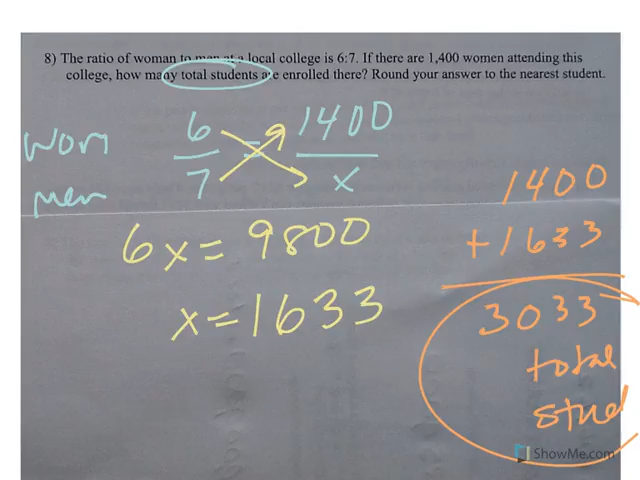 8) The ratio of woman to men at a local college is 6:7. If there are 1,400 women attending this
college, how many total students are enrolled there? Round your answer to the nearest student.
wom 6 = 1400
men 7 x
6x = 9800
x = 1633
1400
+1633
3033
total
stud
ShowMe.com